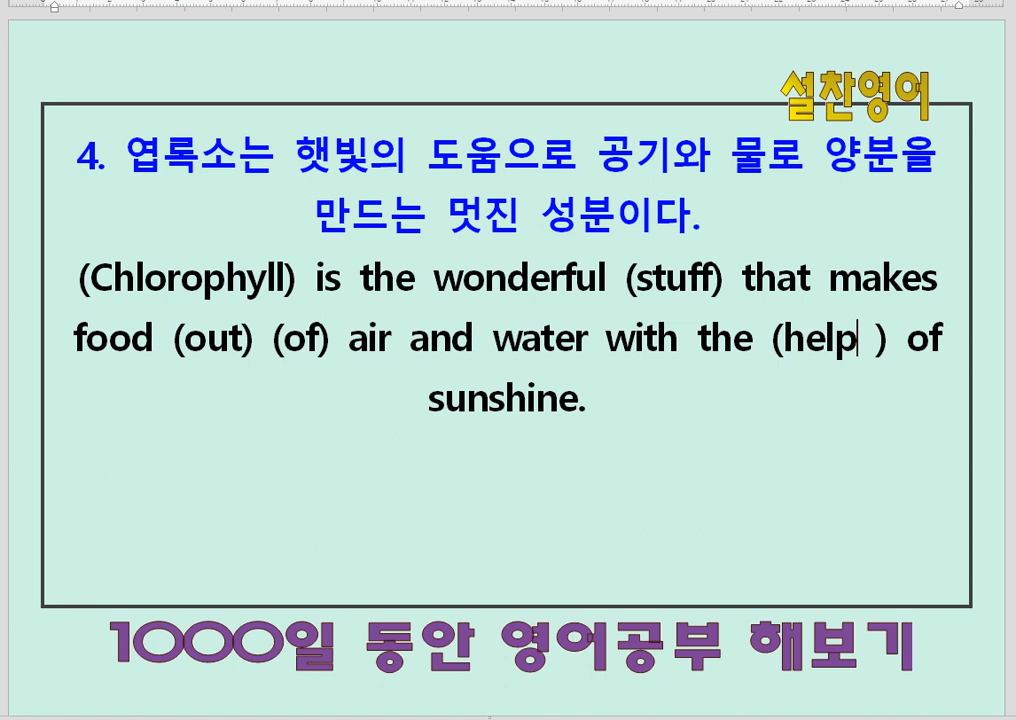 설찬영어
4. 엽록소는 햇빛의 도움으로 공기와 물로 양분을
만드는 멋진 성분이다.
(Chlorophyll) is the wonderful (stuff) that makes
food (out) (of) air and water with the (help ) of
sunshine.
1000일 동안 영어공부 해보기